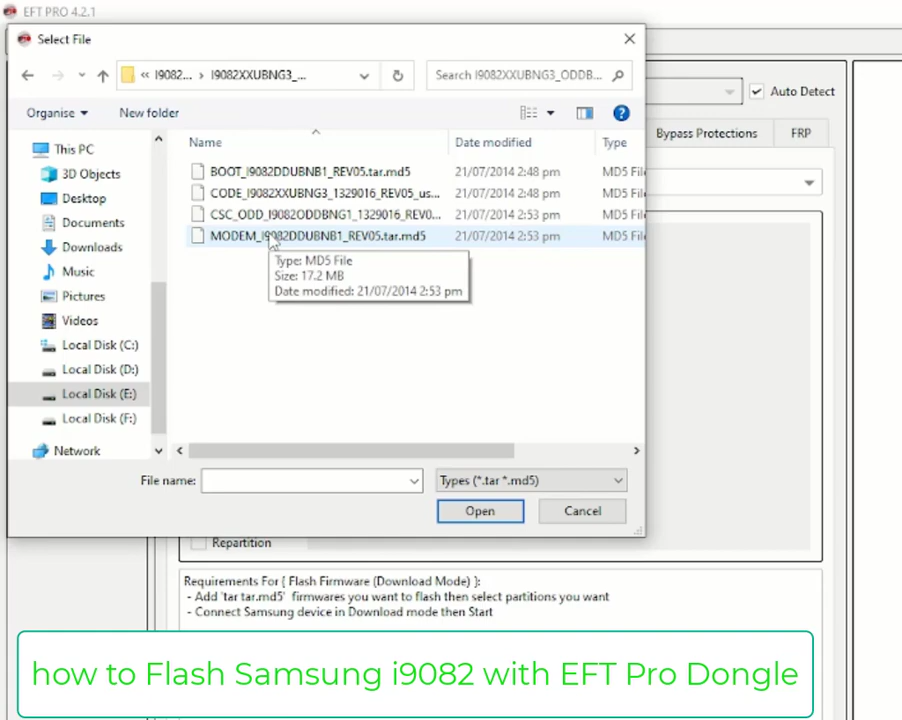 EFT PRO 4.2.1
Select File
« I9082... › I9082XXUBNG3_...
Search I9082XXUBNG3_ODDB...
Organise
New folder
Auto Detect
Bypass Protections
FRP
Name
Date modified
Type
This PC
3D Objects
Desktop
Documents
Downloads
Music
Pictures
Videos
Local Disk (C:)
Local Disk (D:)
Local Disk (E:)
Local Disk (F:)
Network
BOOT_I9082DDUBNB1_REV05.tar.md5 21/07/2014 2:48 pm MD5 File
CODE_I9082XXUBNG3_1329016_REV05_us... 21/07/2014 2:48 pm MD5 File
CSC_ODD_I9082ODDBNG1_1329016_REV0... 21/07/2014 2:53 pm MD5 File
MODEM_I9082DDUBNB1_REV05.tar.md5 21/07/2014 2:53 pm MD5 File
Type: MD5 File
Size: 17.2 MB
Date modified: 21/07/2014 2:53 pm
File name:
Types (*.tar *.md5)
Open
Cancel
Repartition
Requirements For { Flash Firmware (Download Mode) }:
- Add 'tar tar.md5' firmwares you want to flash then select partitions you want
- Connect Samsung device in Download mode then Start
how to Flash Samsung i9082 with EFT Pro Dongle